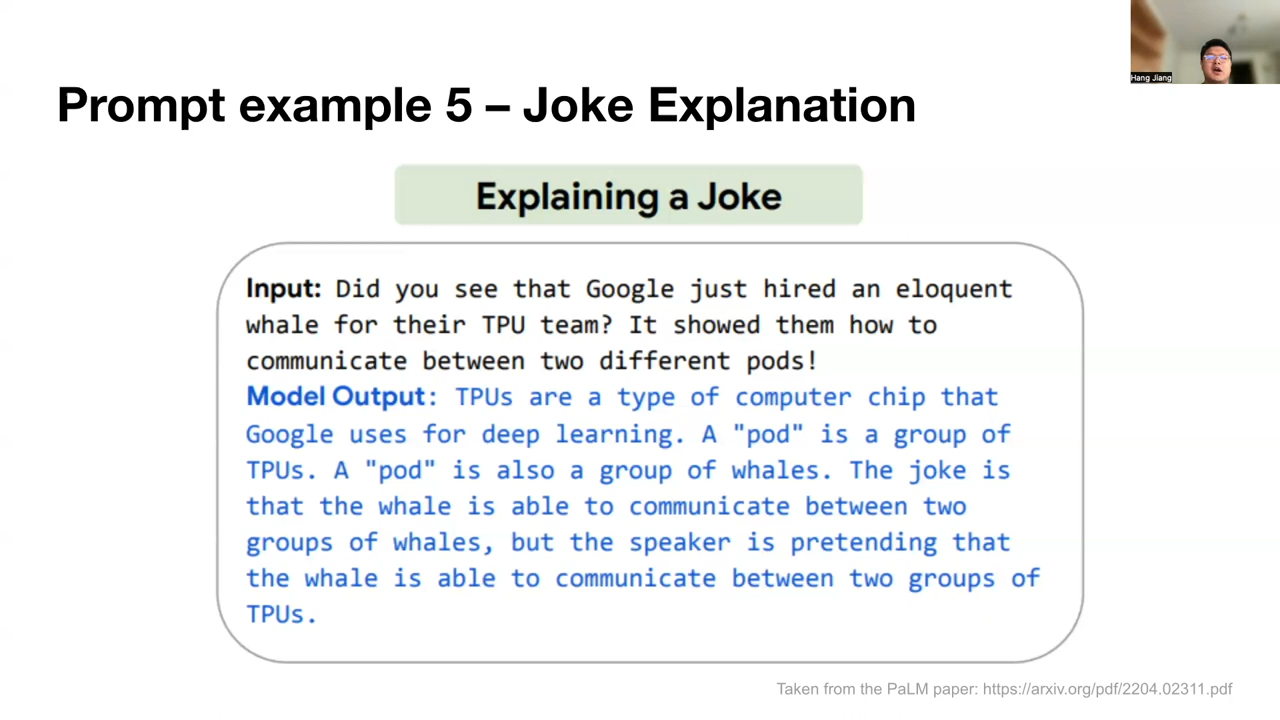 Hang Jiang
Prompt example 5 – Joke Explanation
Explaining a Joke
Input: Did you see that Google just hired an eloquent
whale for their TPU team? It showed them how to
communicate between two different pods!
Model Output: TPUs are a type of computer chip that
Google uses for deep learning. A "pod" is a group of
TPUs. A "pod" is also a group of whales. The joke is
that the whale is able to communicate between two
groups of whales, but the speaker is pretending that
the whale is able to communicate between two groups of
TPUs.
Taken from the PaLM paper: https://arxiv.org/pdf/2204.02311.pdf